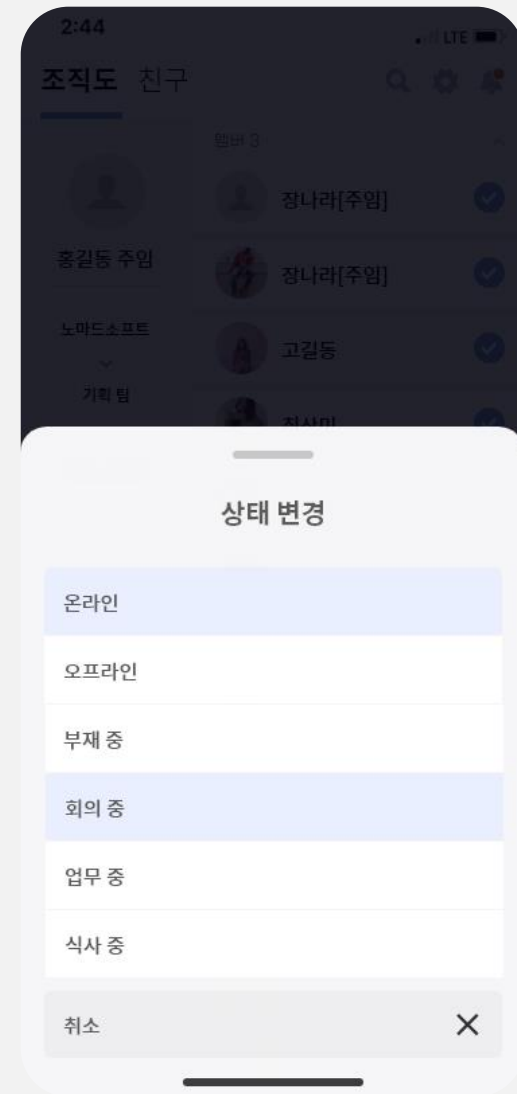 2:44
LTE
조직도 친구
멤버 3
장나라[주임]
홍길동 주임
장나라[주임]
노마드소프트
고길동
기획 팀
상태 변경
온라인
오프라인
부재 중
회의 중
업무 중
식사 중
취소